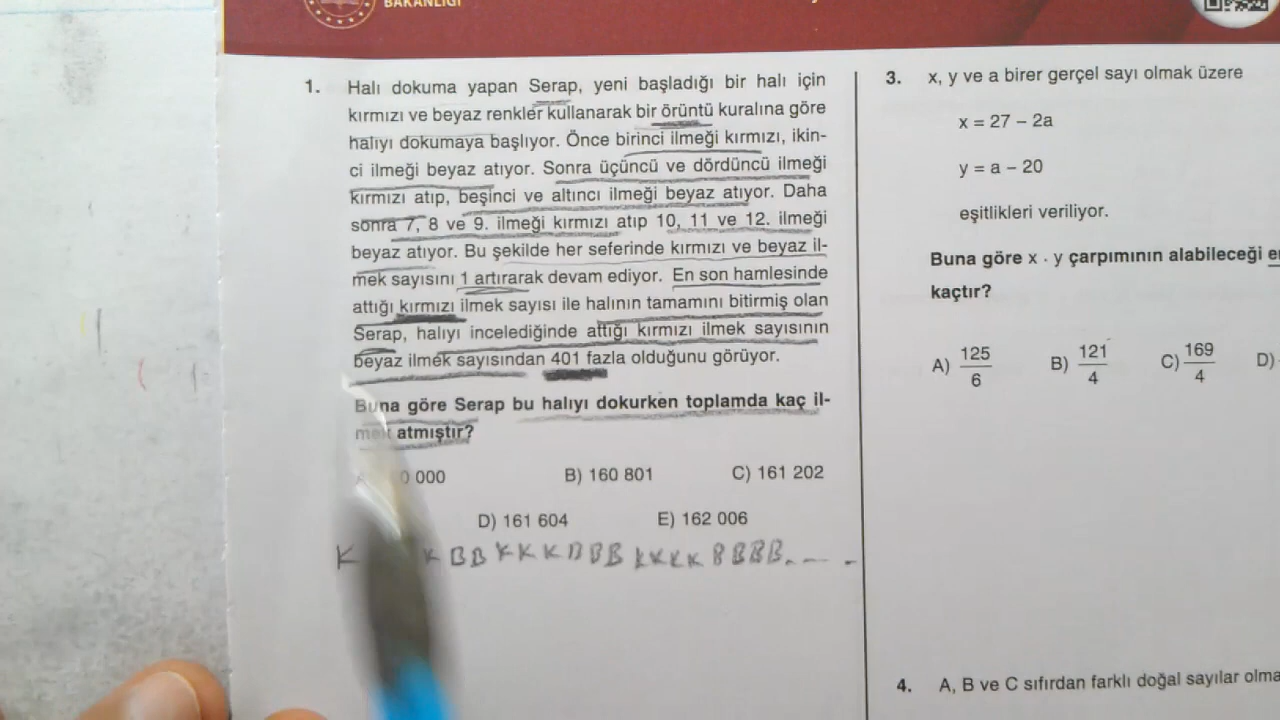 BAKANLIĞI
1. Halı dokuma yapan Serap, yeni başladığı bir halı için
kırmızı ve beyaz renkler kullanarak bir örüntü kuralına göre
halıyı dokumaya başlıyor. Önce birinci ilmeği kırmızı, ikin-
ci ilmeği beyaz atıyor. Sonra üçüncü ve dördüncü ilmeği
kırmızı atıp, beşinci ve altıncı ilmeği beyaz atıyor. Daha
sonra 7, 8 ve 9. ilmeği kırmızı atıp 10, 11 ve 12. ilmeği
beyaz atıyor. Bu şekilde her seferinde kırmızı ve beyaz il-
mek sayısını 1 artırarak devam ediyor. En son hamlesinde
attığı kırmızı ilmek sayısı ile halının tamamını bitirmiş olan
Serap, halıyı incelediğinde attığı kırmızı ilmek sayısının
beyaz ilmek sayısından 401 fazla olduğunu görüyor.
Buna göre Serap bu halıyı dokurken toplamda kaç il-
mek atmıştır?
0 000 B) 160 801 C) 161 202
D) 161 604 E) 162 006
K K BB KKK BBB KKKK BBBB.....
3. x, y ve a birer gerçel sayı olmak üzere
x = 27 – 2a
y = a – 20
eşitlikleri veriliyor.
Buna göre x · y çarpımının alabileceği
kaçtır?
A) 125/6 B) 121/4 C) 169/4 D)
4. A, B ve C sıfırdan farklı doğal sayılar